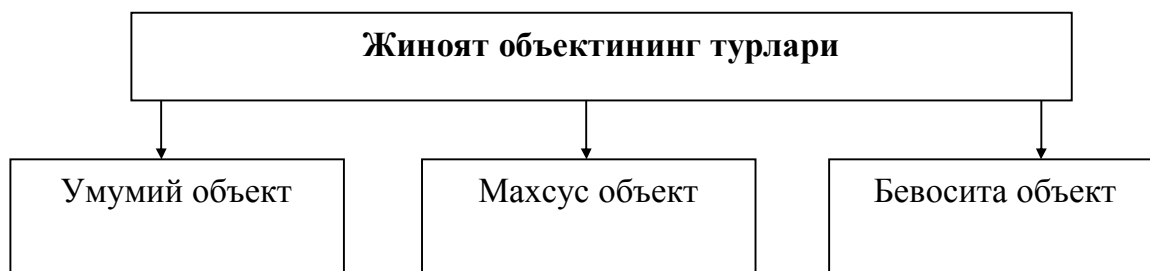 Жиноят объектининг турлари
Умумий объект
Махсус объект
Бевосита объект